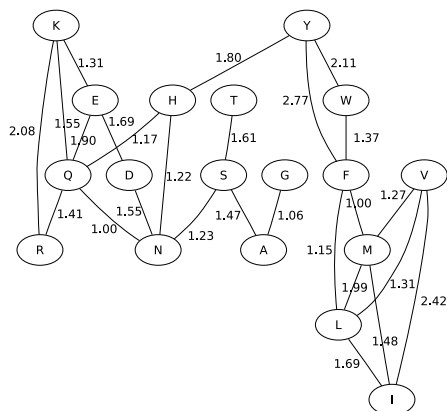 K Y
1.80
1.31 2.11
E H T W
2.08 1.55 1.90 1.69 1.17 1.61 2.77 1.37
Q D S G F V
1.00 1.27
1.41 1.00 1.55 1.22 1.23 1.47 1.06
R N A M
1.15 1.99 1.31 2.42
L
1.48
1.69
I